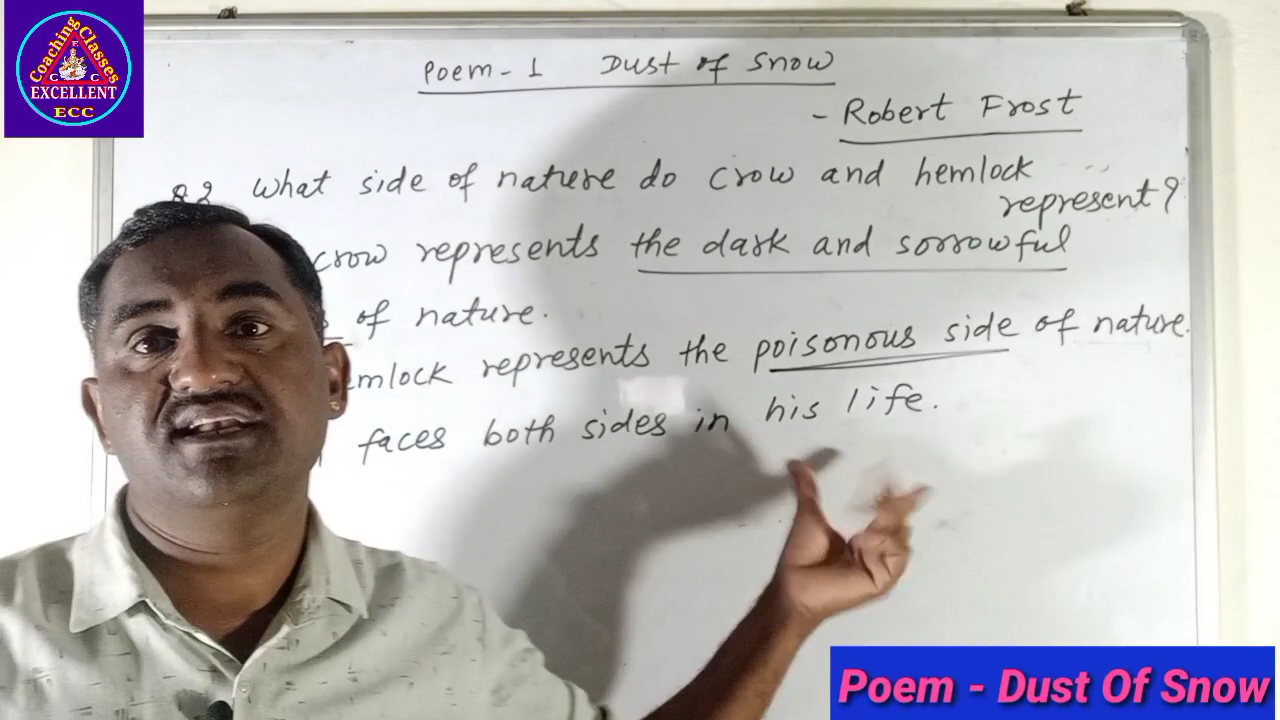 Coaching Classes
E
C C
EXCELLENT
ECC
Poem - 1 Dust of Snow
- Robert Frost
Q2 What side of nature do crow and hemlock
represent?
crow represents the dark and sorrowful
of nature.
represents the poisonous side of nature.
faces both sides in his life.
Poem - Dust Of Snow